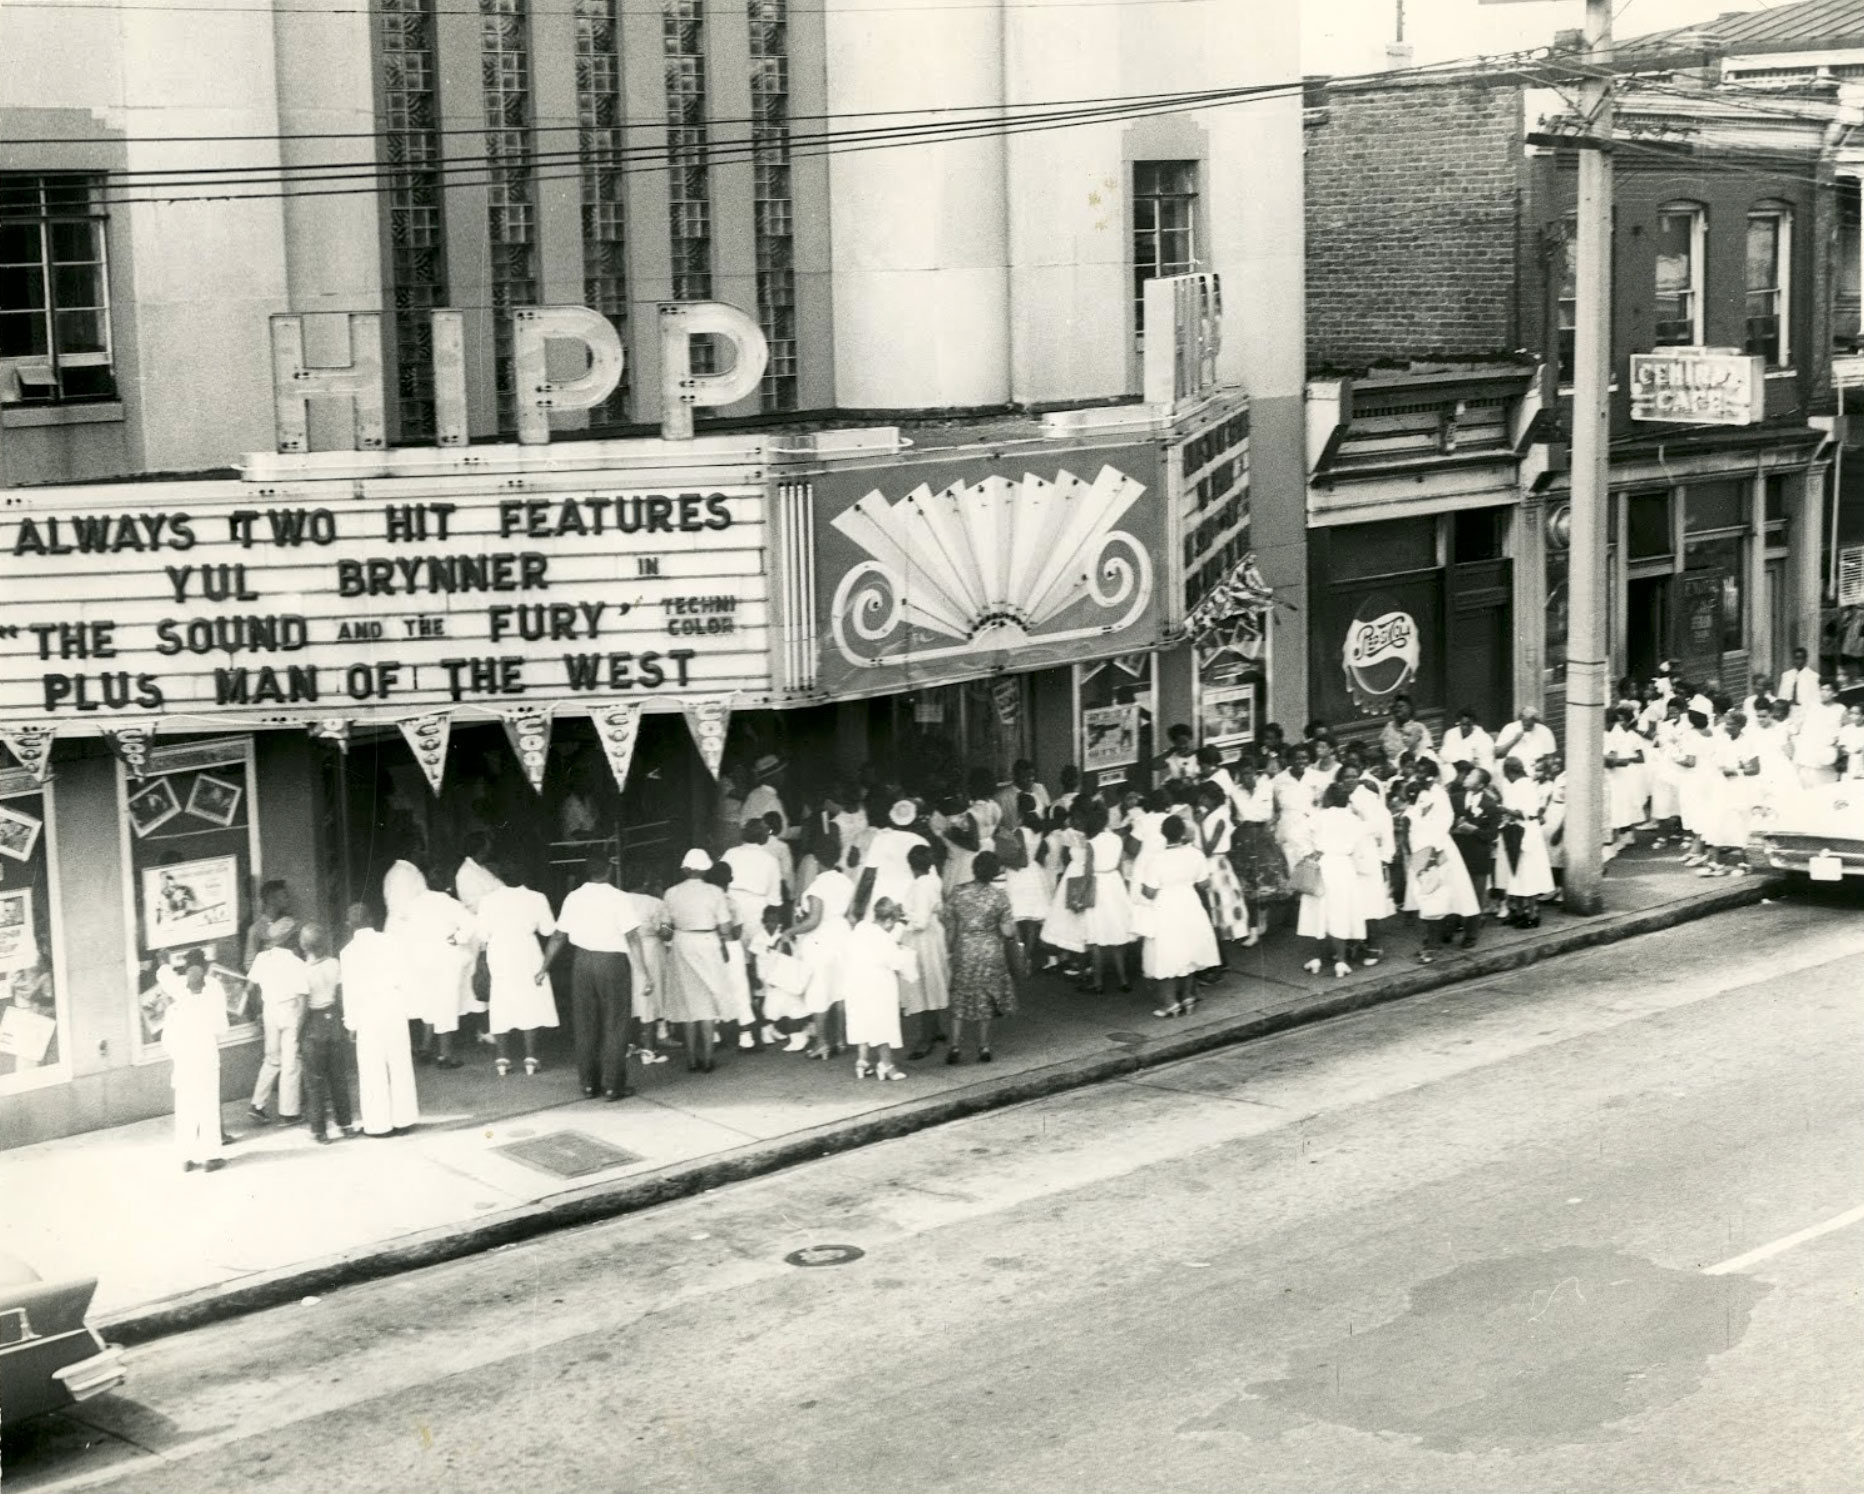 HIPP
ALWAYS TWO HIT FEATURES
YUL BRYNNER IN
"THE SOUND AND THE FURY" TECHNI
COLOR
PLUS MAN OF THE WEST
COOL
COOL
COOL
COOL
COOL
COOL
PEPSI-COLA
CAFE